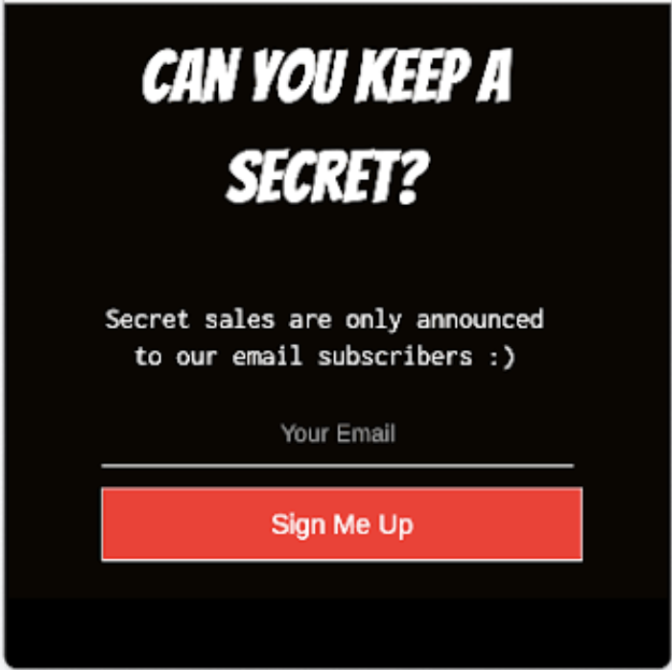 CAN YOU KEEP A
SECRET?
Secret sales are only announced
to our email subscribers :)
Your Email
Sign Me Up